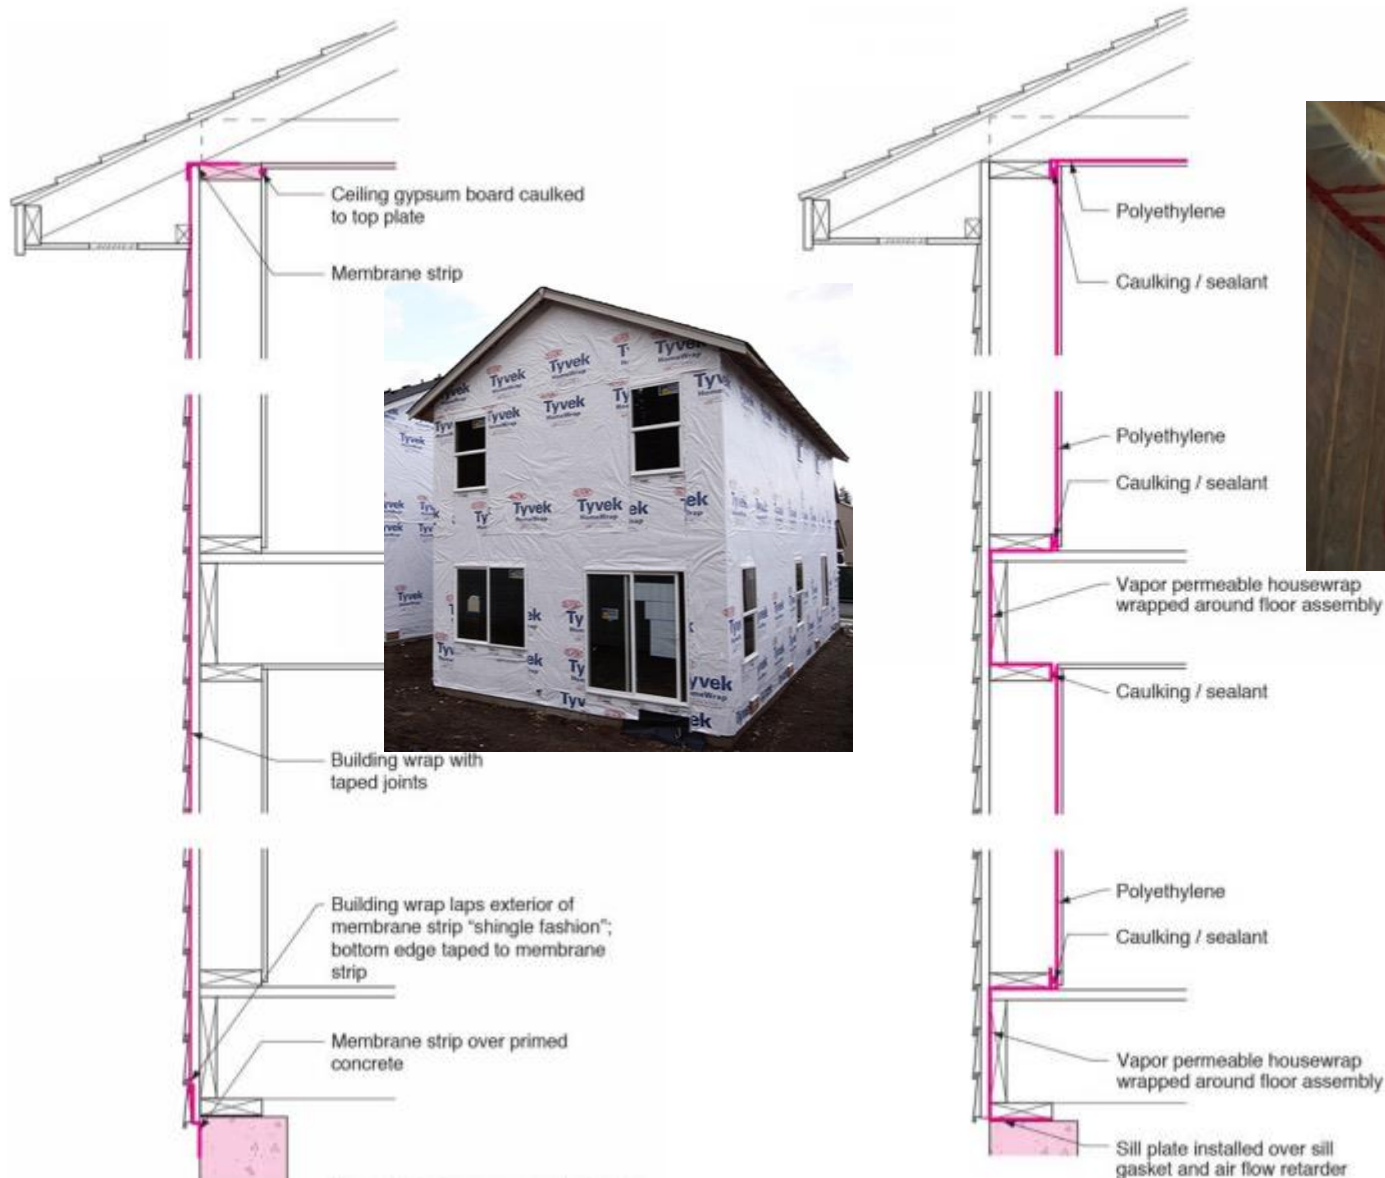 Ceiling gypsum board caulked
to top plate
Membrane strip
Tyvek
HomeWrap
Building wrap with
taped joints
Building wrap laps exterior of
membrane strip “shingle fashion”;
bottom edge taped to membrane
strip
Membrane strip over primed
concrete
Polyethylene
Caulking / sealant
Polyethylene
Caulking / sealant
Vapor permeable housewrap
wrapped around floor assembly
Caulking / sealant
Polyethylene
Caulking / sealant
Vapor permeable housewrap
wrapped around floor assembly
Sill plate installed over sill
gasket and air flow retarder